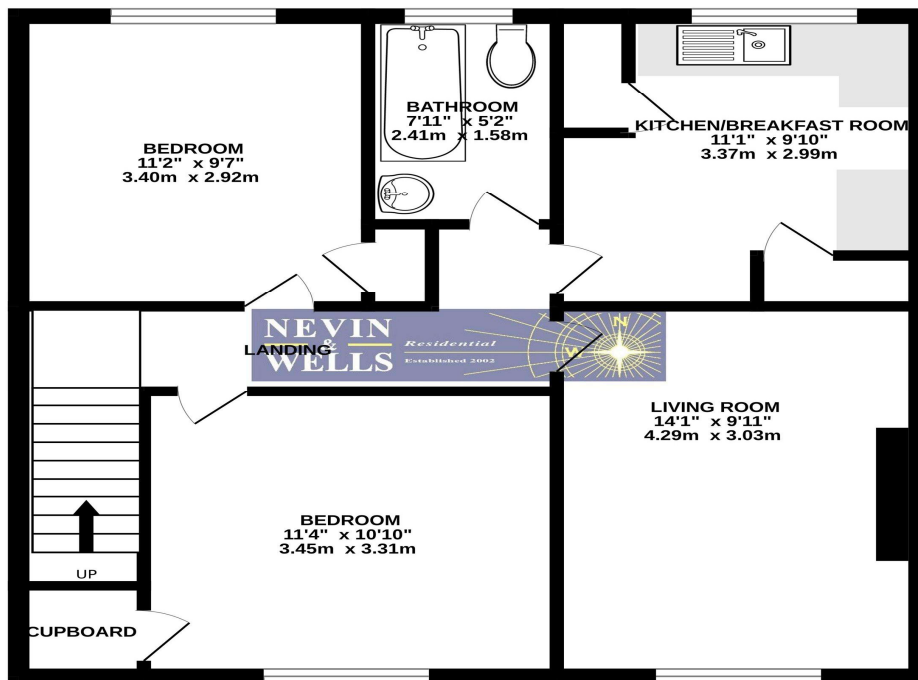 BEDROOM
11'2" x 9'7"
3.40m x 2.92m
BATHROOM
7'11" x 5'2"
2.41m x 1.58m
KITCHEN/BREAKFAST ROOM
11'1" x 9'10"
3.37m x 2.99m
NEVIN
&
WELLS
Residential
Established 2002
N
W
LANDING
LIVING ROOM
14'1" x 9'11"
4.29m x 3.03m
BEDROOM
11'4" x 10'10"
3.45m x 3.31m
UP
CUPBOARD